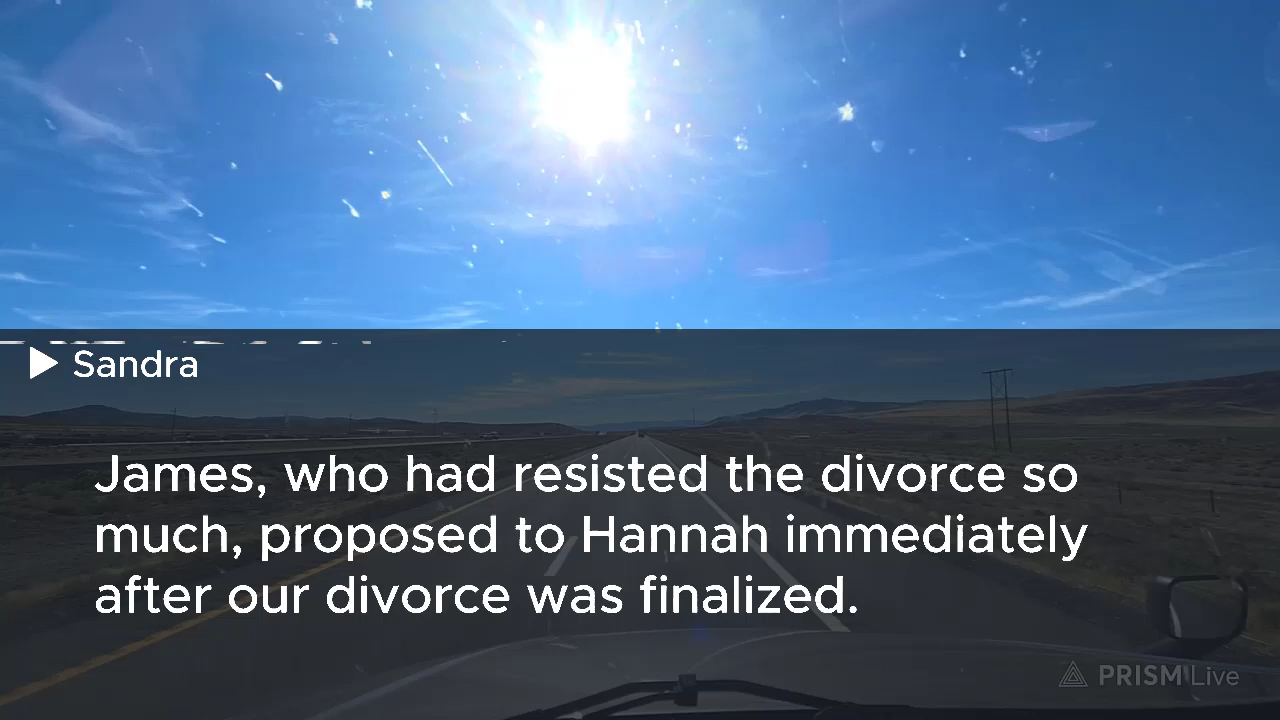 Sandra
James, who had resisted the divorce so
much, proposed to Hannah immediately
after our divorce was finalized.
PRISM Live